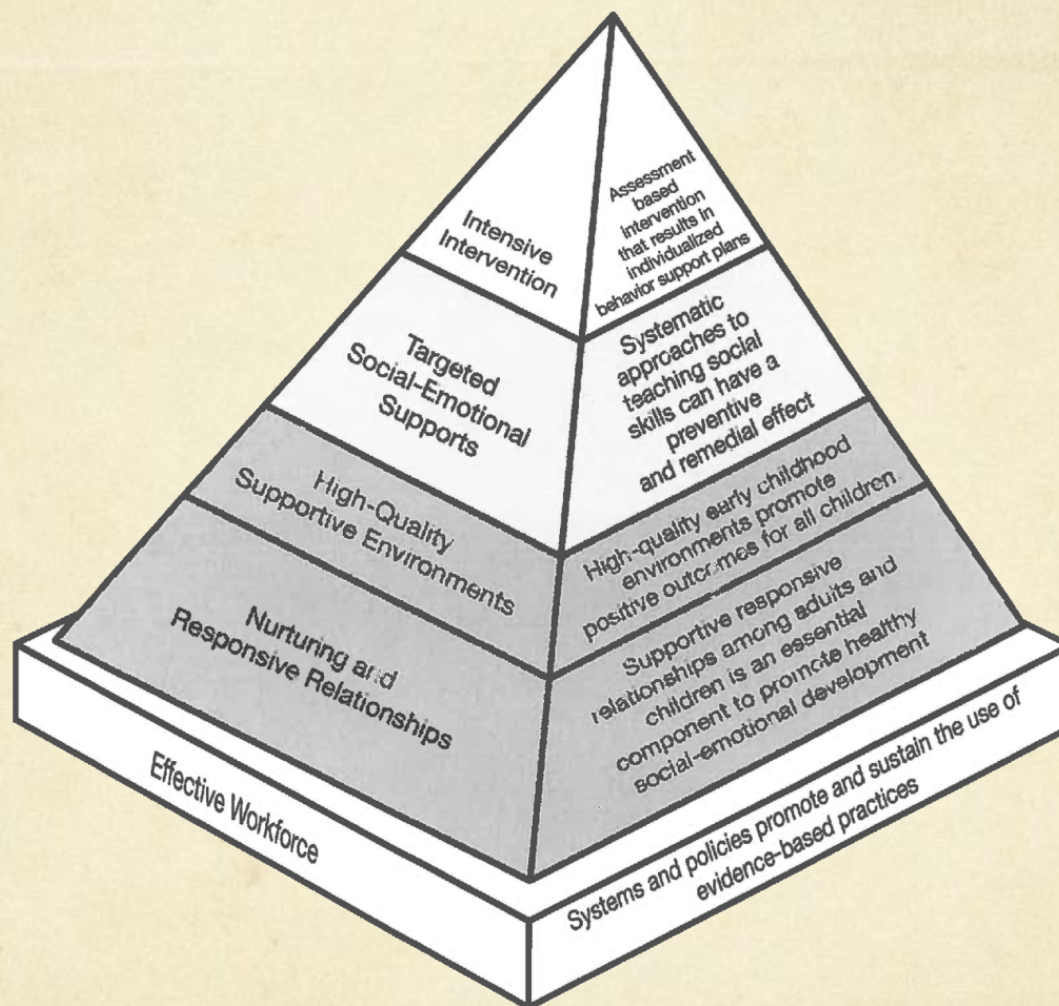 Intensive
Intervention
Assessment
based
intervention
that results in
individualized
behavior support plans
Targeted
Social-Emotional
Supports
Systematic
approaches to
teaching social
skills can have a
preventive
and remedial effect
High-Quality
Supportive Environments
High-quality early childhood
environments promote
positive outcomes for all children
Nurturing and
Responsive Relationships
Supportive responsive
relationships among adults and
children is an essential
component to promote healthy
social-emotional development
Effective Workforce
Systems and policies promote and sustain the use of
evidence-based practices